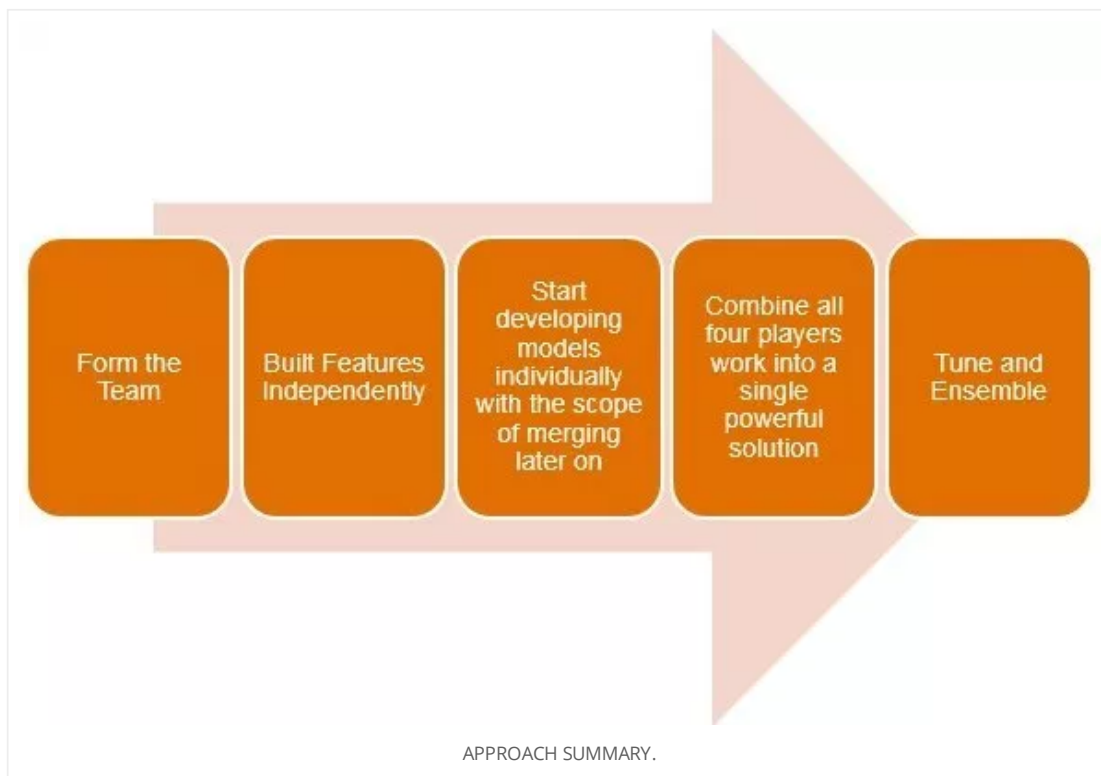 Form the
Team
Built Features
Independently
Start
developing
models
individually
with the scope
of merging
later on
Combine all
four players
work into a
single
powerful
solution
Tune and
Ensemble
APPROACH SUMMARY.